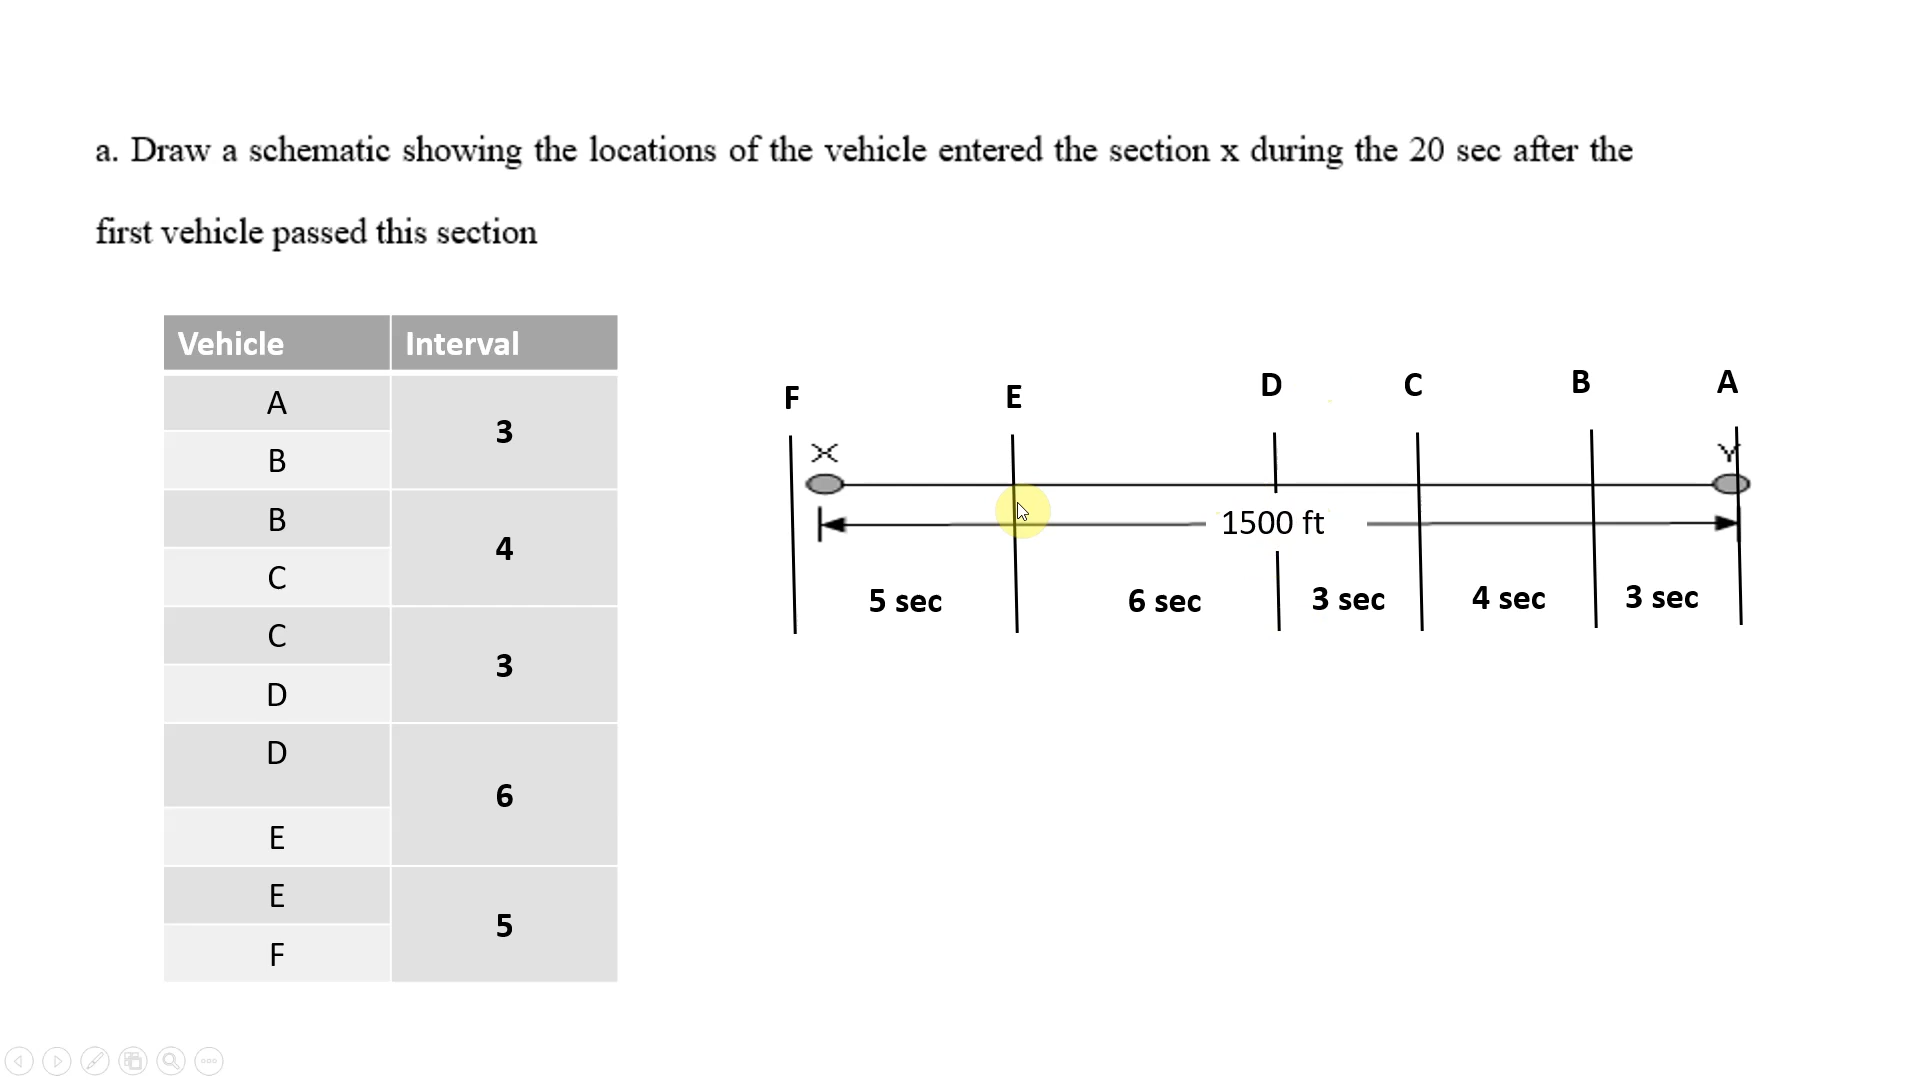 a. Draw a schematic showing the locations of the vehicle entered the section x during the 20 sec after the
first vehicle passed this section
Vehicle Interval
A
3
B
B
4
C
C
3
D
D
6
E
E
5
F
F E D C B A
X Y
1500 ft
5 sec 6 sec 3 sec 4 sec 3 sec